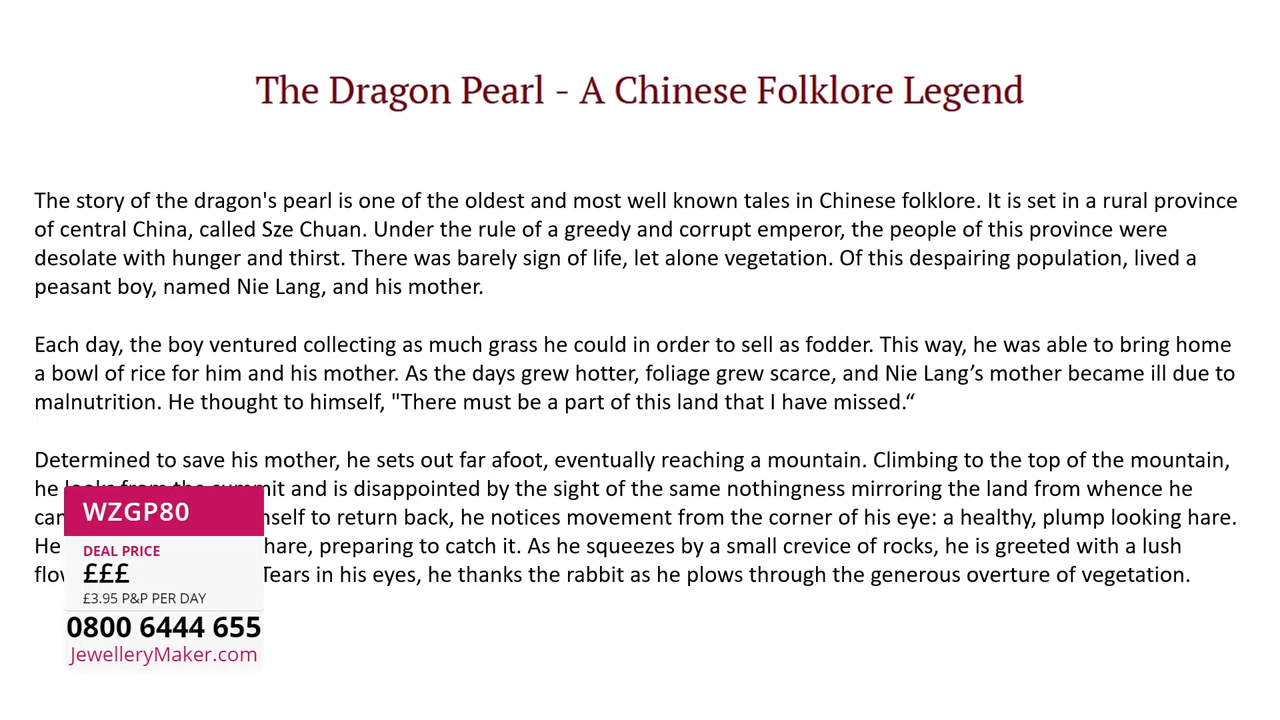 The Dragon Pearl - A Chinese Folklore Legend
The story of the dragon's pearl is one of the oldest and most well known tales in Chinese folklore. It is set in a rural province
of central China, called Sze Chuan. Under the rule of a greedy and corrupt emperor, the people of this province were
desolate with hunger and thirst. There was barely sign of life, let alone vegetation. Of this despairing population, lived a
peasant boy, named Nie Lang, and his mother.
Each day, the boy ventured collecting as much grass he could in order to sell as fodder. This way, he was able to bring home
a bowl of rice for him and his mother. As the days grew hotter, foliage grew scarce, and Nie Lang’s mother became ill due to
malnutrition. He thought to himself, "There must be a part of this land that I have missed.“
Determined to save his mother, he sets out far afoot, eventually reaching a mountain. Climbing to the top of the mountain,
he looks from the summit and is disappointed by the sight of the same nothingness mirroring the land from whence he
to return back, he notices movement from the corner of his eye: a healthy, plump looking hare.
He hare, preparing to catch it. As he squeezes by a small crevice of rocks, he is greeted with a lush
Tears in his eyes, he thanks the rabbit as he plows through the generous overture of vegetation.
WZGP80
DEAL PRICE
£££
£3.95 P&P PER DAY
0800 6444 655
JewelleryMaker.com